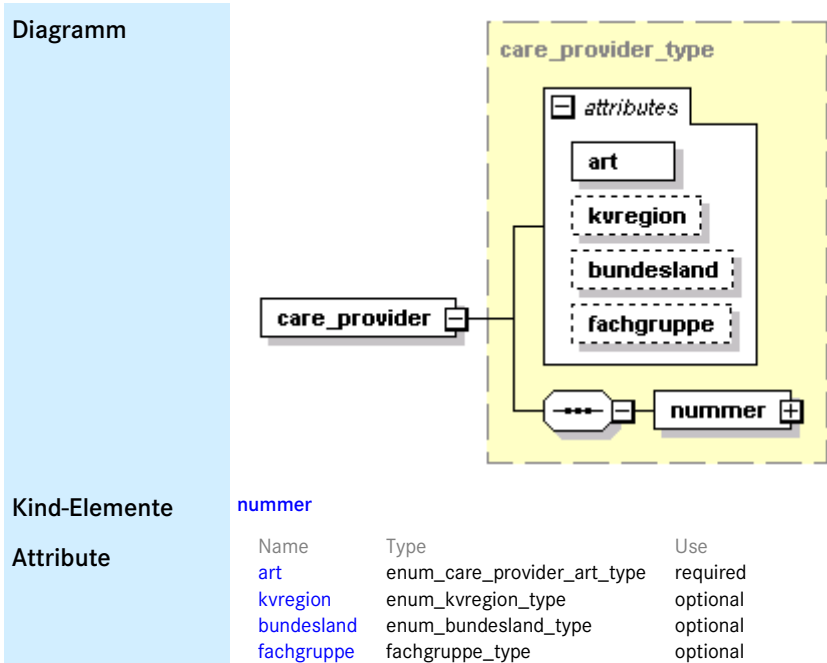 Diagramm
care_provider_type
attributes
art
kvregion
bundesland
fachgruppe
care_provider
nummer
Kind-Elemente nummer
Attribute
Name Type Use
art enum_care_provider_art_type required
kvregion enum_kvregion_type optional
bundesland enum_bundesland_type optional
fachgruppe fachgruppe_type optional